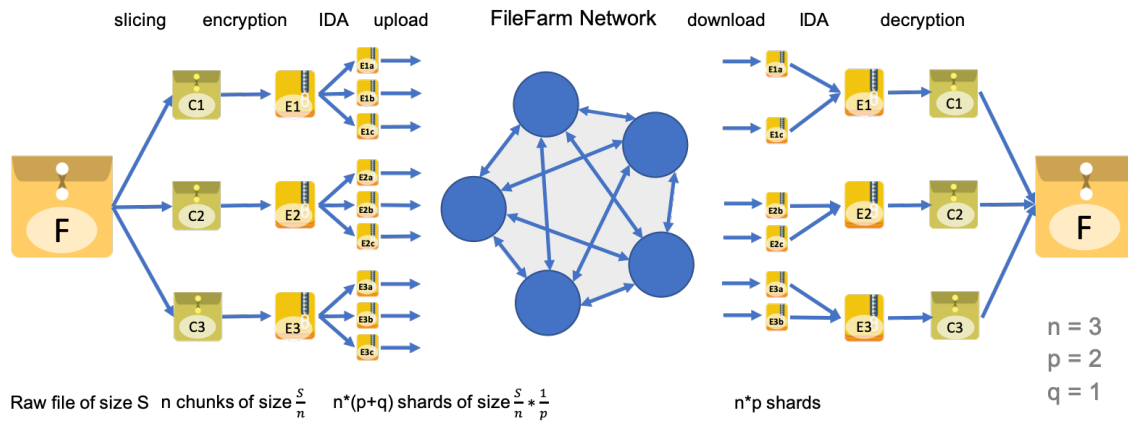 slicing encryption IDA upload FileFarm Network download IDA decryption
E1a E1a
C1 E1 E1b E1 C1
E1c E1c
E2a
F C2 E2 E2b E2b E2 C2 F
E2c E2c
E3a E3a
C3 E3 E3b E3b E3 C3
E3c
n = 3
p = 2
q = 1
Raw file of size S n chunks of size S/n n*(p+q) shards of size S/n * 1/p n*p shards